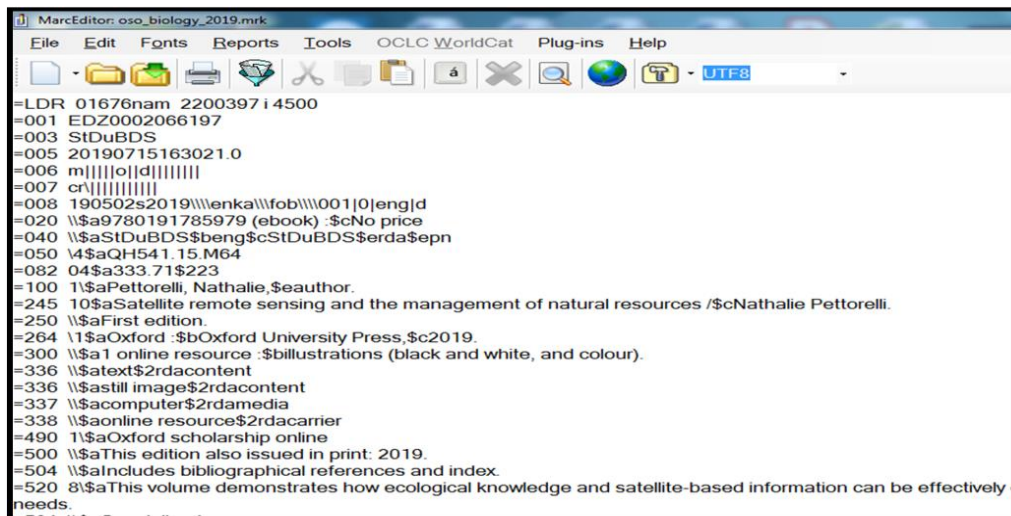 MarcEditor: oso_biology_2019.mrk
File Edit Fonts Reports Tools OCLC WorldCat Plug-ins Help
á UTF8
=LDR 01676nam 2200397 i 4500
=001 EDZ0002066197
=003 StDuBDS
=005 20190715163021.0
=006 m|||||o||d||||||||
=007 cr\|||||||||||
=008 190502s2019\\\\enka\\\fob\\\\001|0|eng|d
=020 \\$a9780191785979 (ebook) :$cNo price
=040 \\$aStDuBDS$beng$cStDuBDS$erda$epn
=050 \4$aQH541.15.M64
=082 04$a333.71$223
=100 1\$aPettorelli, Nathalie,$eauthor.
=245 10$aSatellite remote sensing and the management of natural resources /$cNathalie Pettorelli.
=250 \\$aFirst edition.
=264 \1$aOxford :$bOxford University Press,$c2019.
=300 \\$a1 online resource :$billustrations (black and white, and colour).
=336 \\$atext$2rdacontent
=336 \\$astill image$2rdacontent
=337 \\$acomputer$2rdamedia
=338 \\$aonline resource$2rdacarrier
=490 1\$aOxford scholarship online
=500 \\$aThis edition also issued in print: 2019.
=504 \\$aIncludes bibliographical references and index.
=520 8\$aThis volume demonstrates how ecological knowledge and satellite-based information can be effectively
needs.